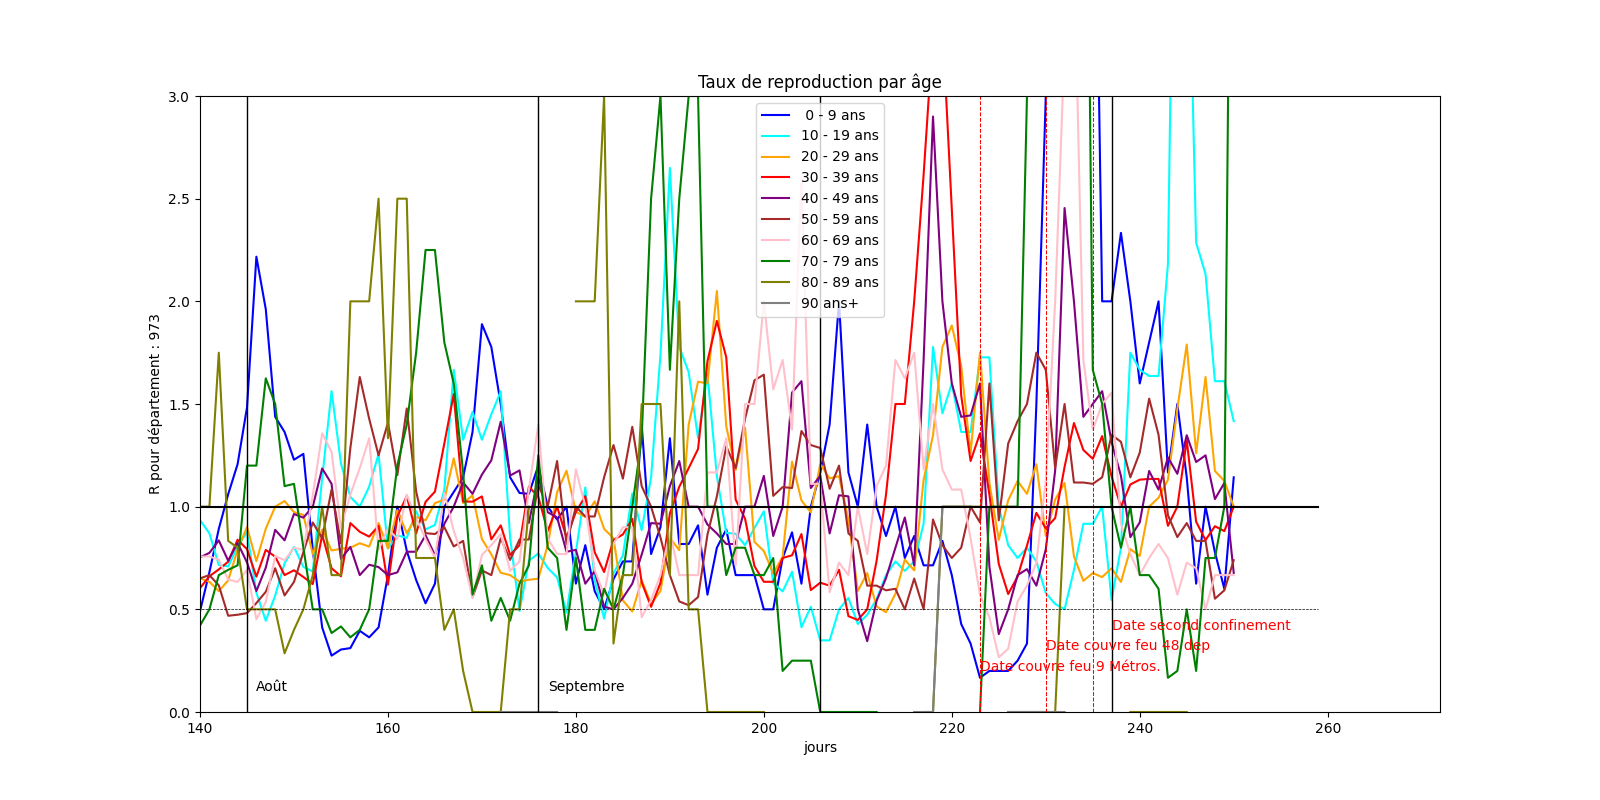 Taux de reproduction par âge
3.0
2.5
2.0
1.5
1.0
0.5
0.0
R pour département : 973
0 - 9 ans
10 - 19 ans
20 - 29 ans
30 - 39 ans
40 - 49 ans
50 - 59 ans
60 - 69 ans
70 - 79 ans
80 - 89 ans
90 ans+
Date second confinement
Date couvre feu 48 dep
Date couvre feu 9 Métros.
Août
Septembre
140
160
180
200
220
240
260
jours